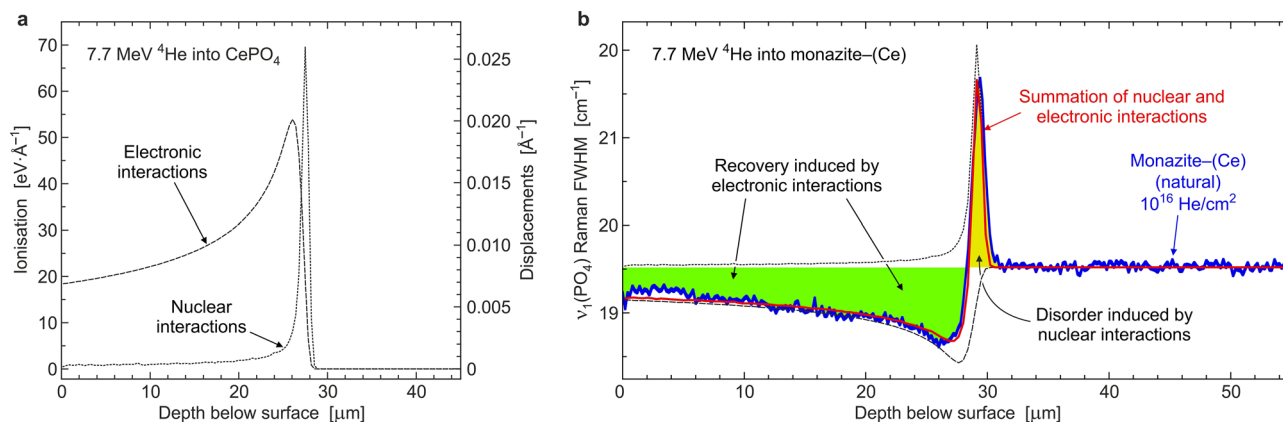 a
7.7 MeV ⁴He into CePO₄
Ionisation [eV·Å⁻¹]
70
60
50
40
30
20
10
0
Electronic
interactions
Nuclear
interactions
0.025
0.020
0.015
0.010
0.005
0
Displacements [Å⁻¹]
0 10 20 30 40
Depth below surface [μm]
b
7.7 MeV ⁴He into monazite–(Ce)
ν₁(PO₄) Raman FWHM [cm⁻¹]
20
21
20
19
Recovery induced by
electronic interactions
Summation of nuclear and
electronic interactions
Monazite–(Ce)
(natural)
10¹⁶ He/cm²
Disorder induced by
nuclear interactions
0 10 20 30 40 50
Depth below surface [μm]